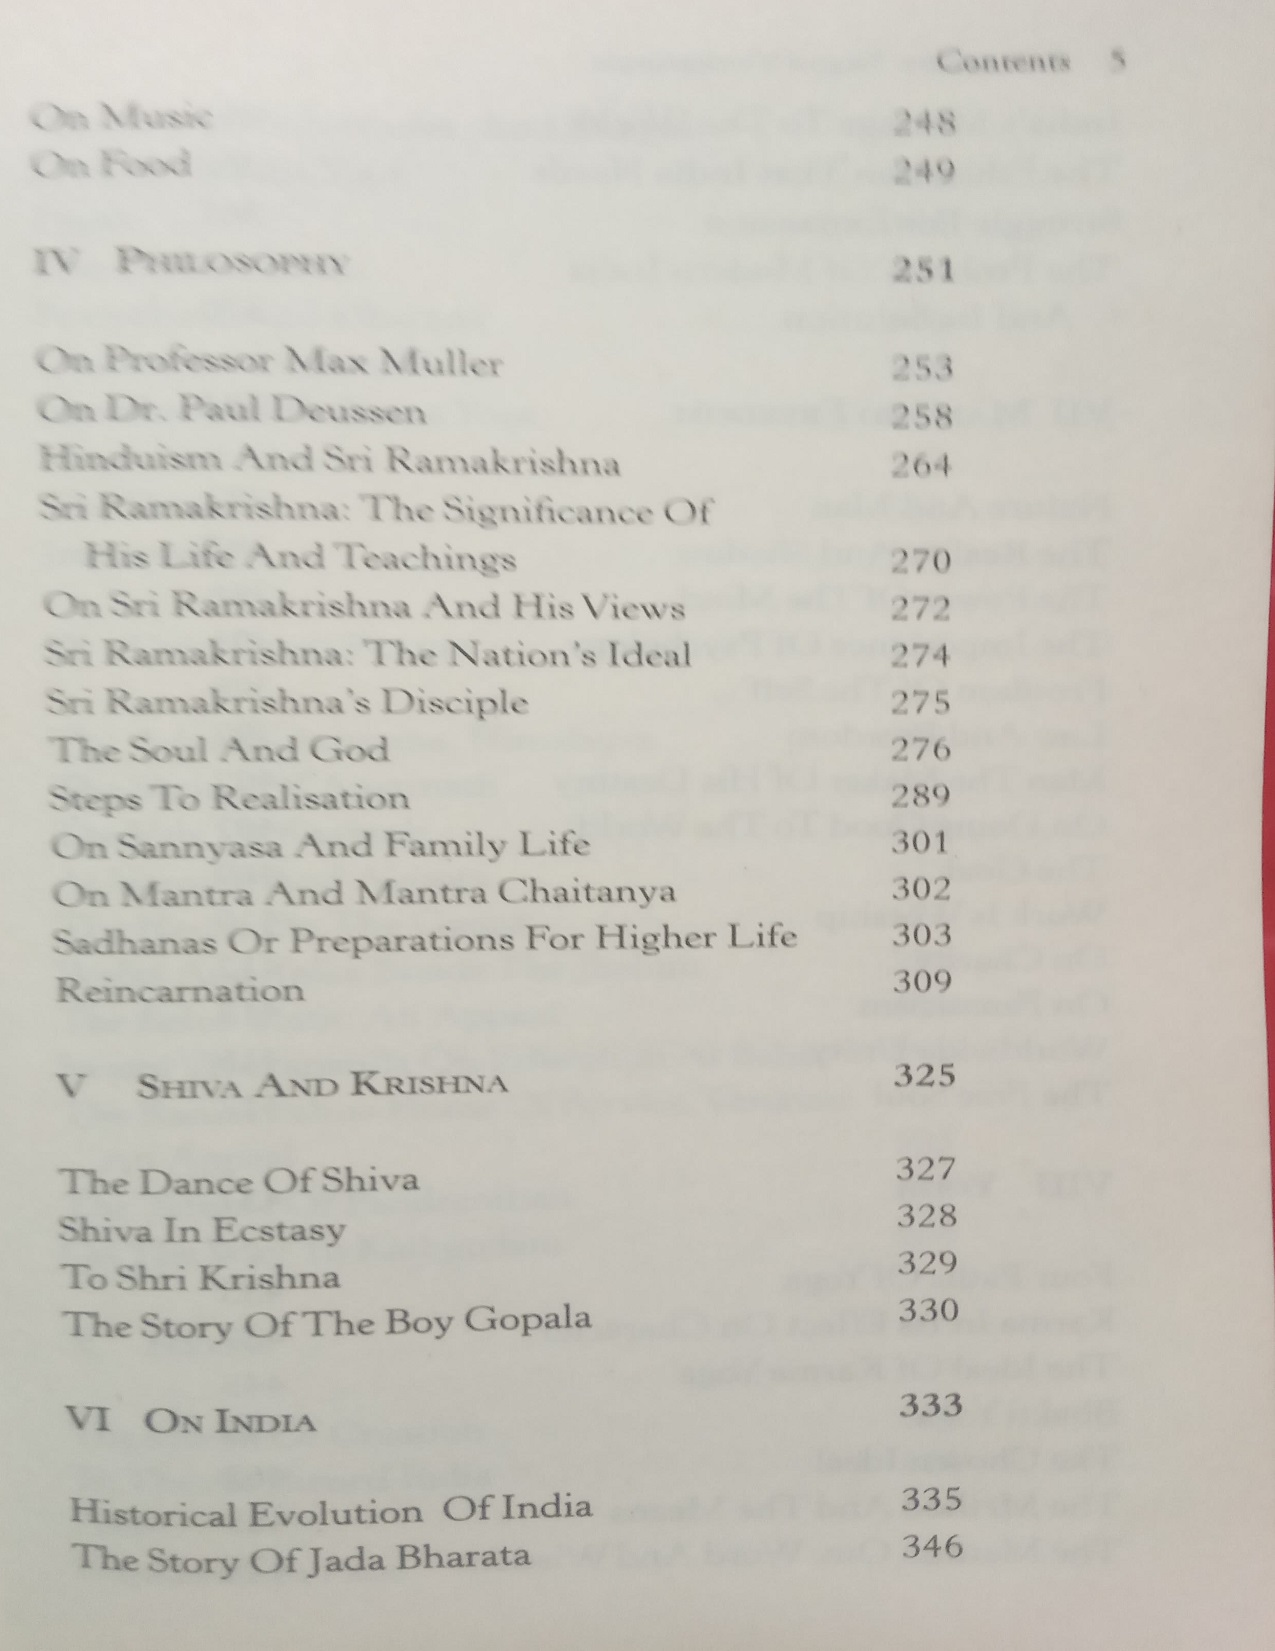 Contents 5
On Music 248
On Food 249
IV PHILOSOPHY 251
On Professor Max Muller 253
On Dr. Paul Deussen 258
Hinduism And Sri Ramakrishna 264
Sri Ramakrishna: The Significance Of
His Life And Teachings 270
On Sri Ramakrishna And His Views 272
Sri Ramakrishna: The Nation's Ideal 274
Sri Ramakrishna's Disciple 275
The Soul And God 276
Steps To Realisation 289
On Sannyasa And Family Life 301
On Mantra And Mantra Chaitanya 302
Sadhanas Or Preparations For Higher Life 303
Reincarnation 309
V SHIVA AND KRISHNA 325
The Dance Of Shiva 327
Shiva In Ecstasy 328
To Shri Krishna 329
The Story Of The Boy Gopala 330
VI ON INDIA 333
Historical Evolution Of India 335
The Story Of Jada Bharata 346